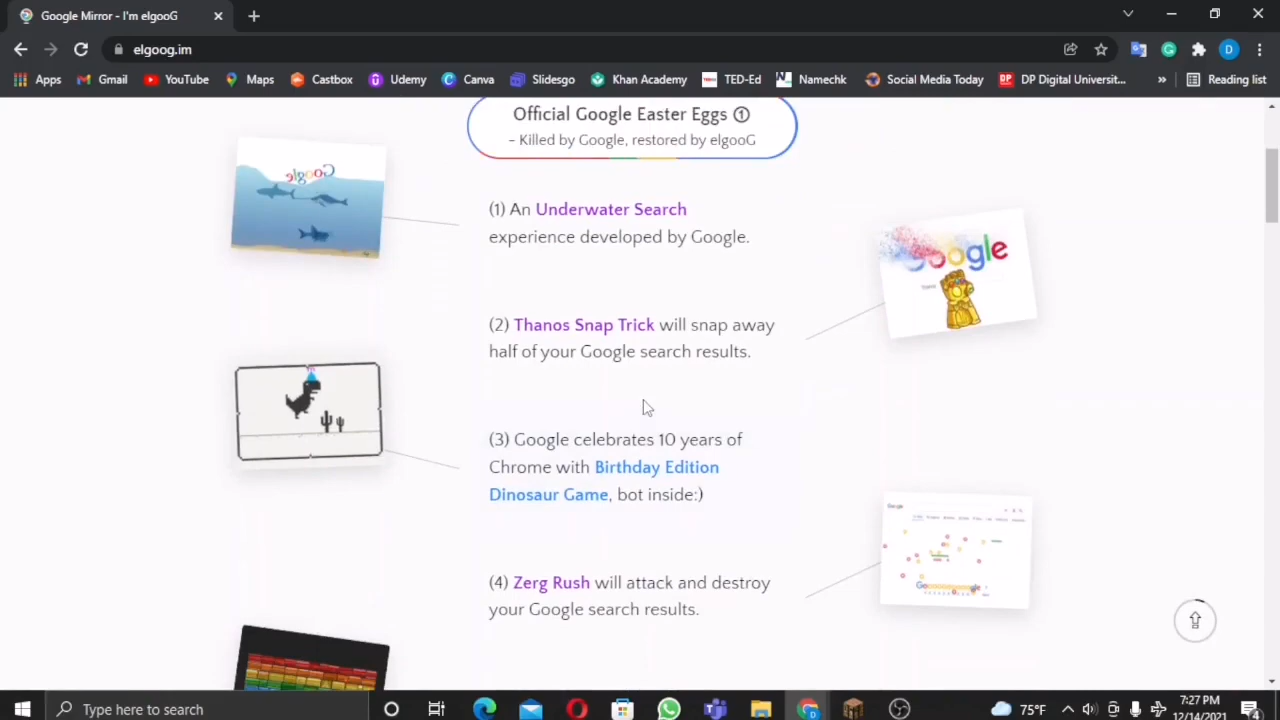 Google Mirror - I'm elgooG
elgoog.im
D
Apps
Gmail
YouTube
Maps
Castbox
Udemy
Canva
Slidesgo
Khan Academy
TED-Ed
Namechk
Social Media Today
DP Digital Universit...
»
Reading list
Official Google Easter Eggs ①
- Killed by Google, restored by elgooG
Google
(1) An Underwater Search
experience developed by Google.
Google
(2) Thanos Snap Trick will snap away
half of your Google search results.
(3) Google celebrates 10 years of
Chrome with Birthday Edition
Dinosaur Game, bot inside:)
(4) Zerg Rush will attack and destroy
your Google search results.
Type here to search
75°F
7:27 PM
12/14/2021
4